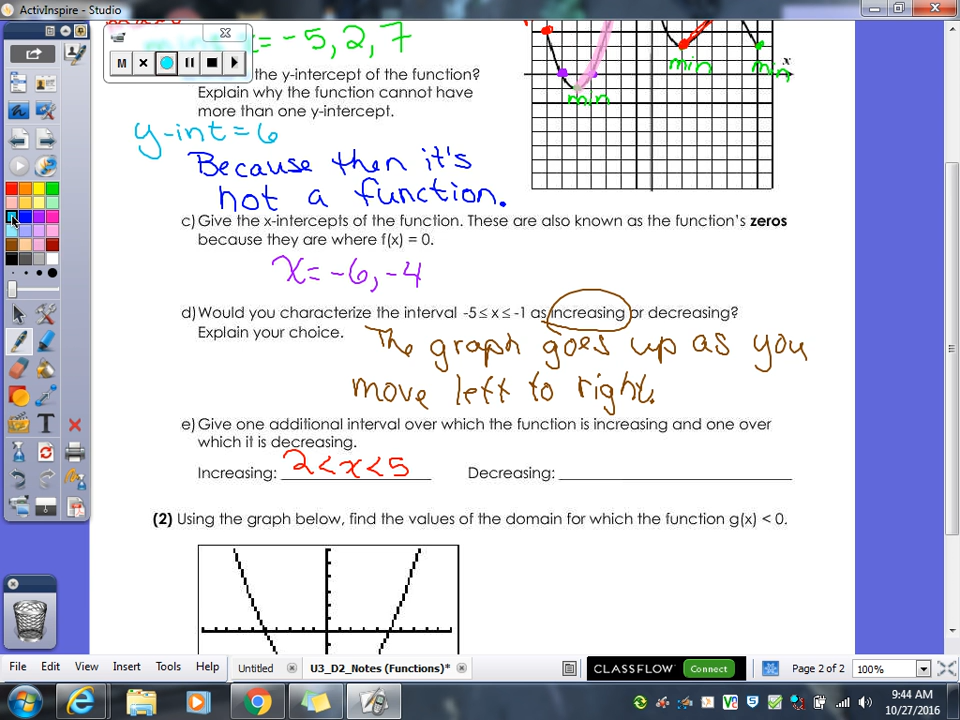 ActivInspire - Studio
= -5, 2, 7
the y-intercept of the function?
Explain why the function cannot have
more than one y-intercept.
y-int = 6
Because then it's
not a function.
min
min
min
x
c) Give the x-intercepts of the function. These are also known as the function's zeros
because they are where f(x) = 0.
x = -6, -4
d) Would you characterize the interval -5 ≤ x ≤ -1 as increasing or decreasing?
Explain your choice.
The graph goes up as you
move left to right.
e) Give one additional interval over which the function is increasing and one over
which it is decreasing.
Increasing: 2 < x < 5 Decreasing:
(2) Using the graph below, find the values of the domain for which the function g(x) < 0.
File Edit View Insert Tools Help Untitled U3_D2_Notes (Functions)* CLASSFLOW Connect Page 2 of 2 100%
9:44 AM
10/27/2016